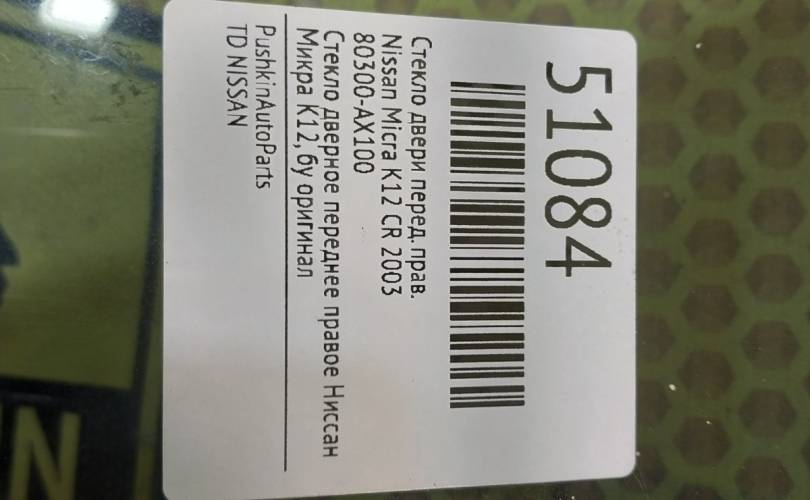 51084
Стекло двери перед. прав.
Nissan Micra K12 CR 2003
80300-AX100
Стекло дверное переднее правое Ниссан
Микра К12, бу оригинал
PushkinAutoParts
TD NISSAN